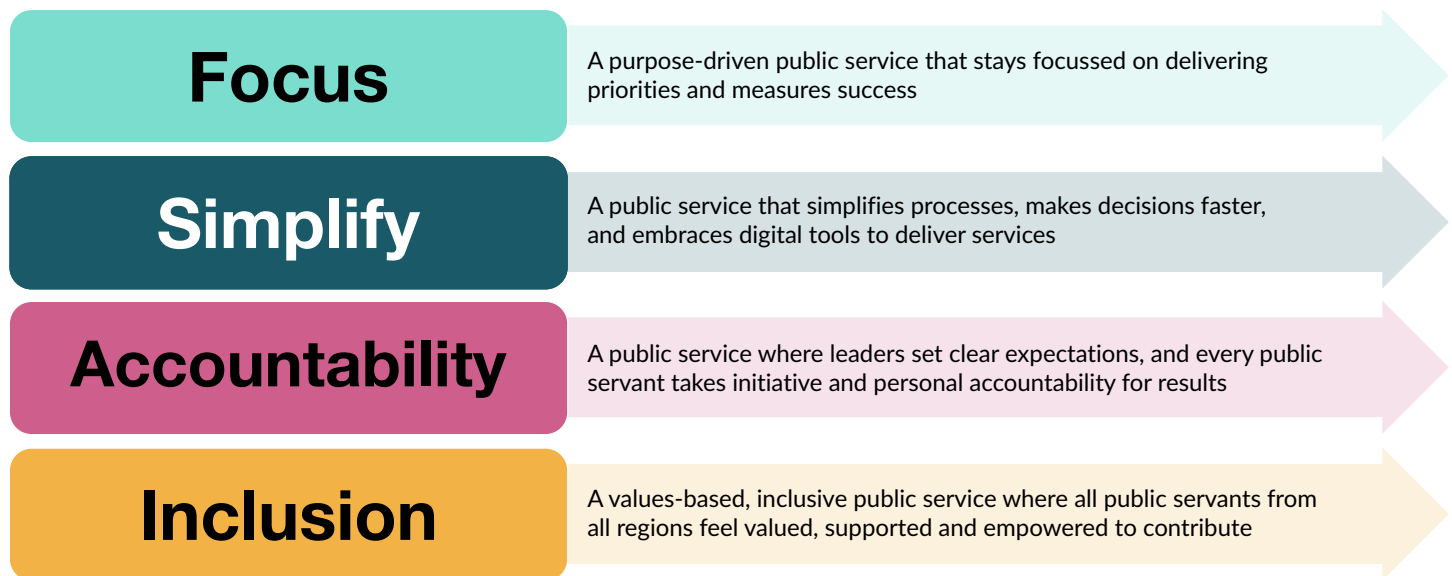 Focus
A purpose-driven public service that stays focussed on delivering
priorities and measures success
Simplify
A public service that simplifies processes, makes decisions faster,
and embraces digital tools to deliver services
Accountability
A public service where leaders set clear expectations, and every public
servant takes initiative and personal accountability for results
Inclusion
A values-based, inclusive public service where all public servants from
all regions feel valued, supported and empowered to contribute